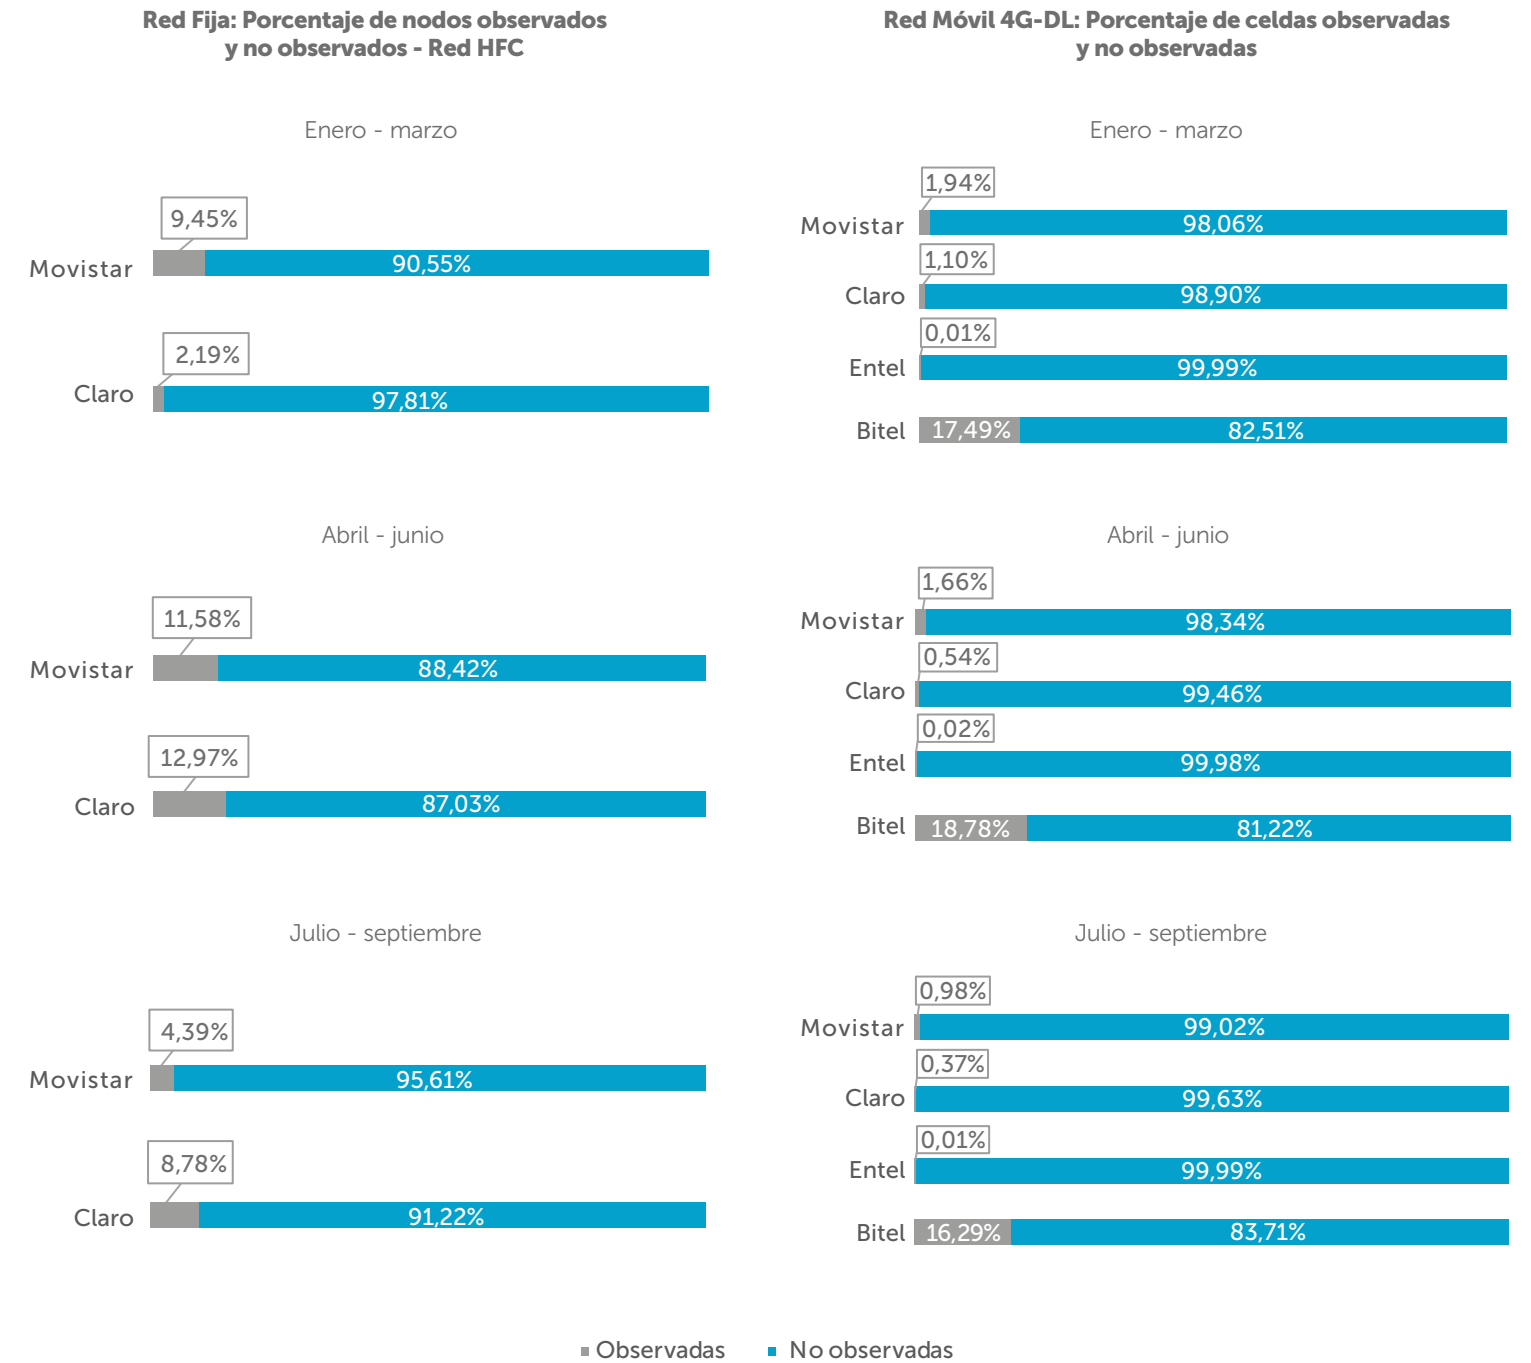 Red Fija: Porcentaje de nodos observados
y no observados - Red HFC
Enero - marzo
9,45%
Movistar
90,55%
2,19%
Claro
97,81%
Abril - junio
11,58%
Movistar
88,42%
12,97%
Claro
87,03%
Julio - septiembre
4,39%
Movistar
95,61%
8,78%
Claro
91,22%
Red Móvil 4G-DL: Porcentaje de celdas observadas
y no observadas
Enero - marzo
1,94%
Movistar
98,06%
1,10%
Claro
98,90%
0,01%
Entel
99,99%
Bitel
17,49%
82,51%
Abril - junio
1,66%
Movistar
98,34%
0,54%
Claro
99,46%
0,02%
Entel
99,98%
Bitel
18,78%
81,22%
Julio - septiembre
0,98%
Movistar
99,02%
0,37%
Claro
99,63%
0,01%
Entel
99,99%
Bitel
16,29%
83,71%
Observadas
No observadas